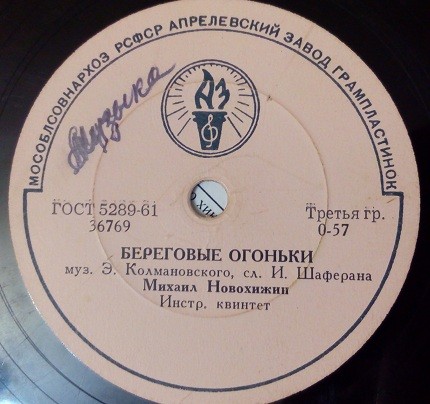 МОСОБЛСОВНАРХОЗ РСФСР АПРЕЛЕВСКИЙ ЗАВОД ГРАМПЛАСТИНОК
АЗ
Музыка
ГОСТ 5289-61
36769
Третья гр.
0-57
БЕРЕГОВЫЕ ОГОНЬКИ
муз. Э. Колмановского, сл. И. Шаферана
Михаил Новохижин
Инстр. квинтет